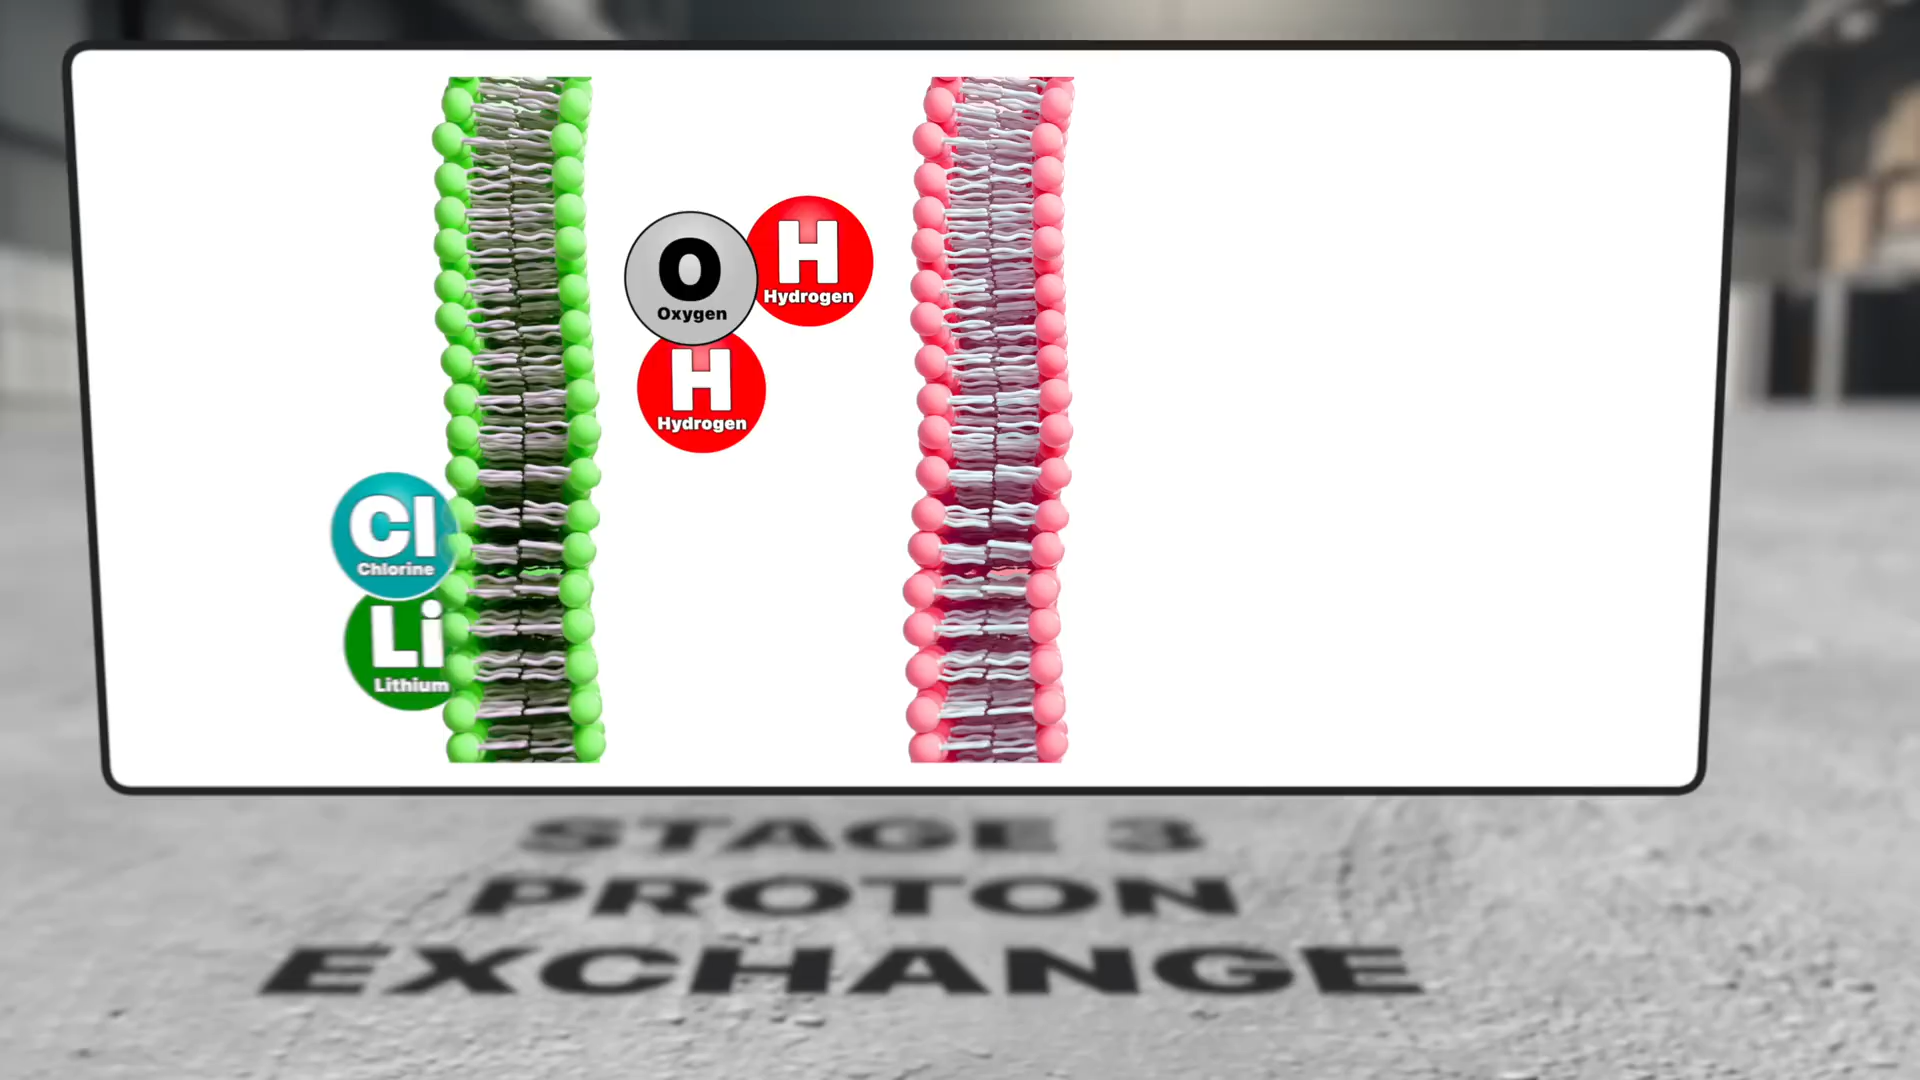 O
Oxygen
H
Hydrogen
H
Hydrogen
Cl
Chlorine
Li
Lithium
STAGE 3
PROTON
EXCHANGE